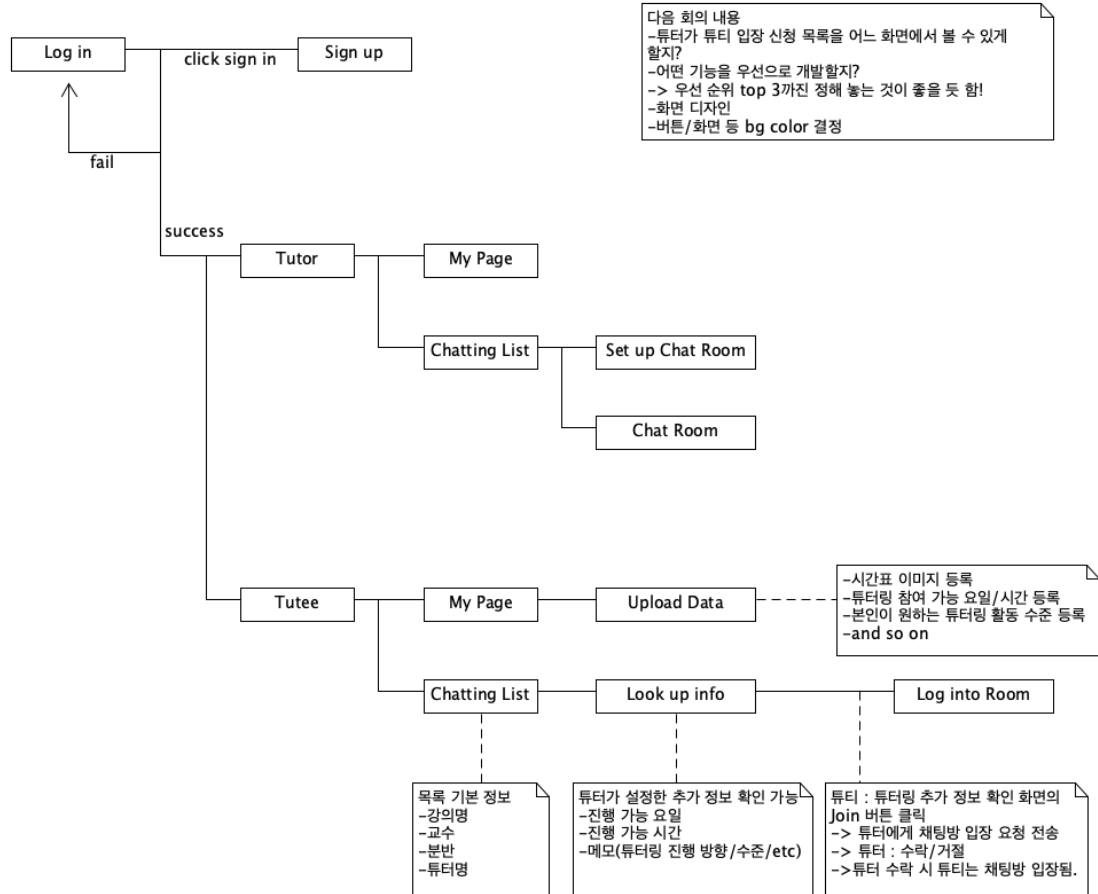 다음 회의 내용
-튜터가 튜티 입장 신청 목록을 어느 화면에서 볼 수 있게
할지?
-어떤 기능을 우선으로 개발할지?
-> 우선 순위 top 3까진 정해 놓는 것이 좋을 듯 함!
-화면 디자인
-버튼/화면 등 bg color 결정
Log in
click sign in
Sign up
fail
success
Tutor
My Page
Chatting List
Set up Chat Room
Chat Room
Tutee
My Page
Upload Data
-시간표 이미지 등록
-튜터링 참여 가능 요일/시간 등록
-본인이 원하는 튜터링 활동 수준 등록
-and so on
Chatting List
Look up info
Log into Room
목록 기본 정보
-강의명
-교수
-분반
-튜터명
튜터가 설정한 추가 정보 확인 가능
-진행 가능 요일
-진행 가능 시간
-메모(튜터링 진행 방향/수준/etc)
튜티 : 튜터링 추가 정보 확인 화면의
Join 버튼 클릭
-> 튜터에게 채팅방 입장 요청 전송
-> 튜터 : 수락/거절
->튜터 수락 시 튜티는 채팅방 입장됨.